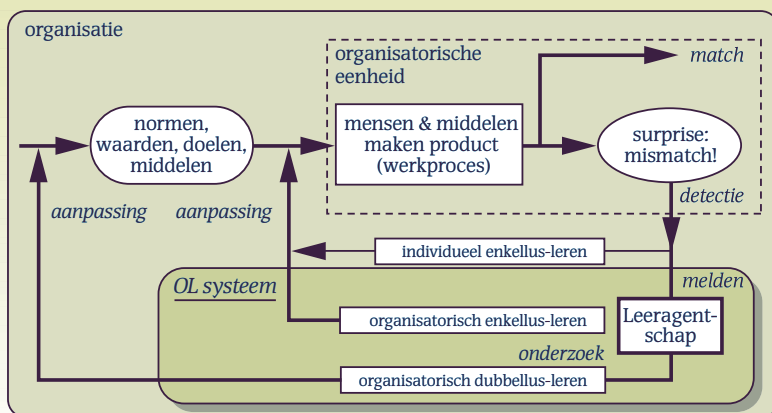 organisatie
organisatorische
eenheid
match
normen,
waarden, doelen,
middelen
mensen & middelen
maken product
(werkproces)
surprise:
mismatch!
detectie
aanpassing
aanpassing
individueel enkellus-leren
OL systeem
melden
organisatorisch enkellus-leren
Leeragent-
schap
onderzoek
organisatorisch dubbellus-leren